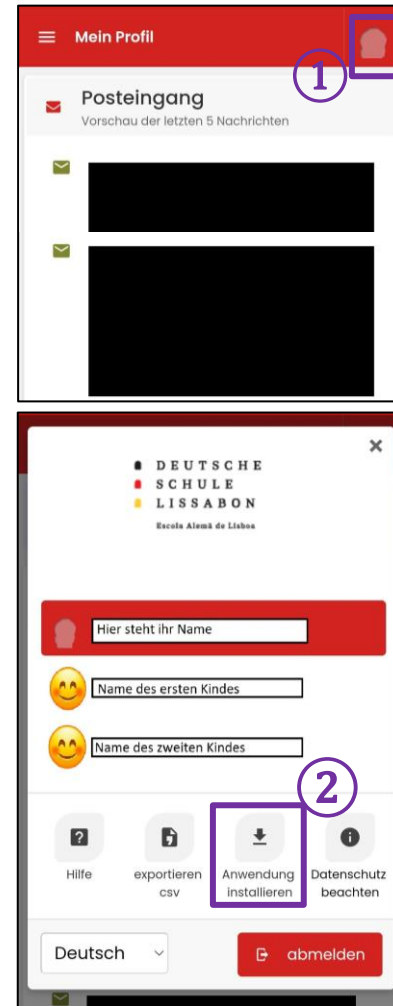 Mein Profil
1
Posteingang
Vorschau der letzten 5 Nachrichten
×
DEUTSCHE
SCHULE
LISSABON
Escola Alemã de Lisboa
Hier steht ihr Name
Name des ersten Kindes
Name des zweiten Kindes
2
Hilfe
exportieren
csv
Anwendung
installieren
Datenschutz
beachten
Deutsch
abmelden